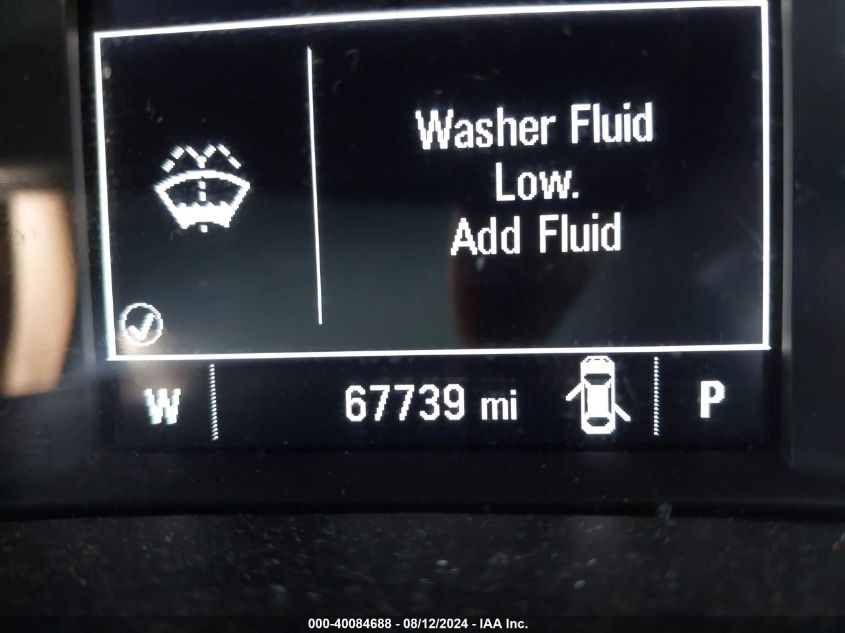 Washer Fluid
Low.
Add Fluid
W 67739 mi P
000-40084688 - 08/12/2024 - IAA Inc.